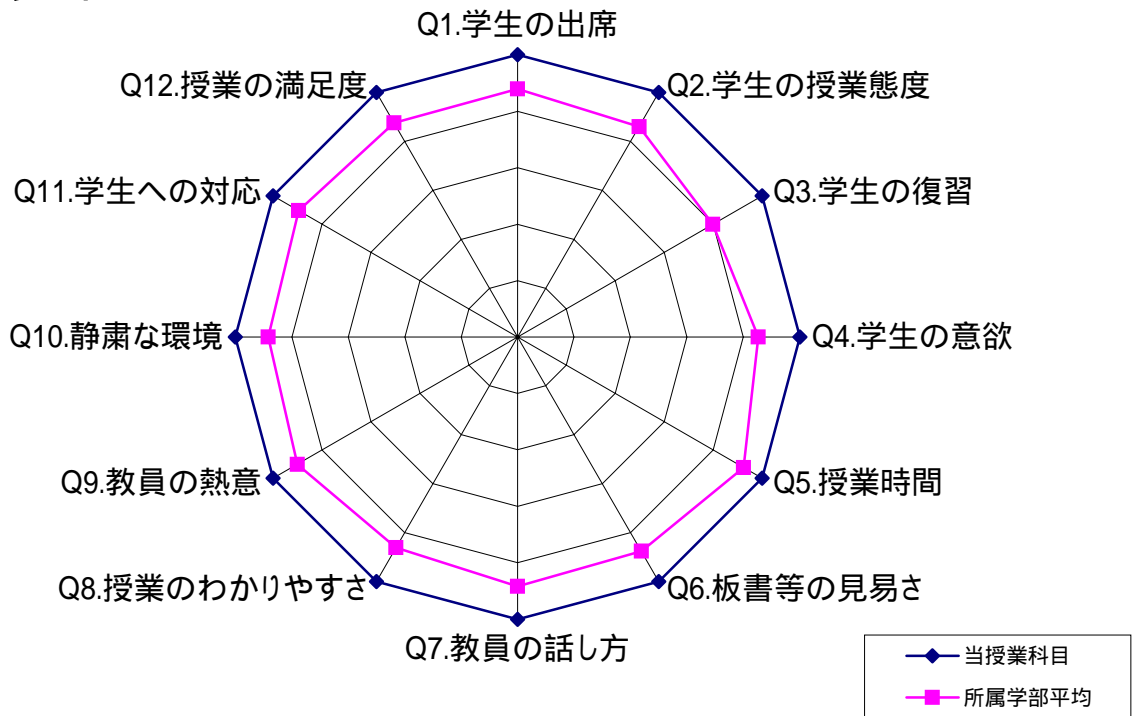 Q1.学生の出席
Q2.学生の授業態度
Q3.学生の復習
Q4.学生の意欲
Q5.授業時間
Q6.板書等の見易さ
Q7.教員の話し方
Q8.授業のわかりやすさ
Q9.教員の熱意
Q10.静粛な環境
Q11.学生への対応
Q12.授業の満足度
当授業科目
所属学部平均